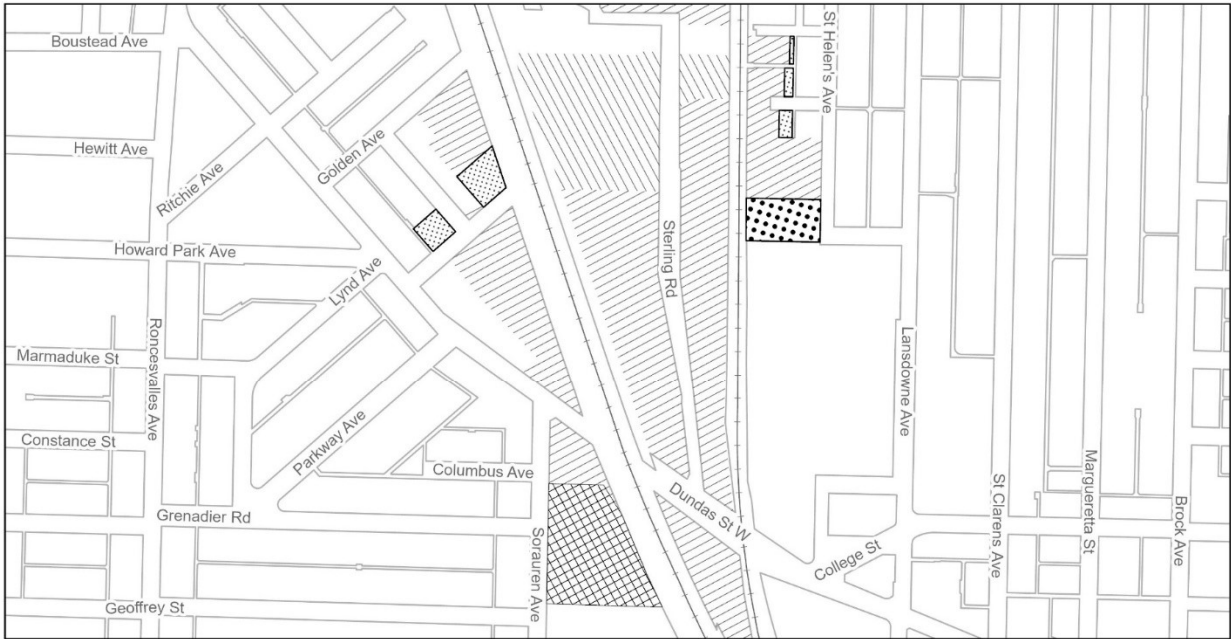 Boustead Ave
Hewitt Ave
Ritchie Ave
Golden Ave
Howard Park Ave
Lynd Ave
Roncesvalles Ave
Marmaduke St
Constance St
Parkway Ave
Columbus Ave
Grenadier Rd
Geoffrey St
Sorauren Ave
Sterling Rd
Dundas St W
St Helen's Ave
Lansdowne Ave
College St
St Clarens Ave
Margueretta St
Brock Ave